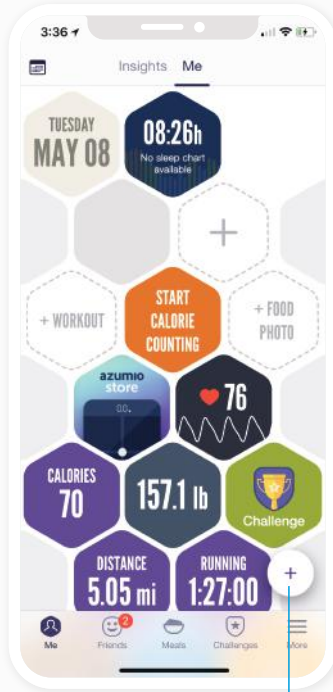 3:36
Insights Me
TUESDAY
MAY 08
08:26h
No sleep chart
available
+
+ WORKOUT
START
CALORIE
COUNTING
+ FOOD
PHOTO
azumio
store
0.0.
76
CALORIES
70
157.1 lb
Challenge
DISTANCE
5.05 mi
RUNNING
1:27:00
+
2
Me
Friends
Meals
Challenges
More